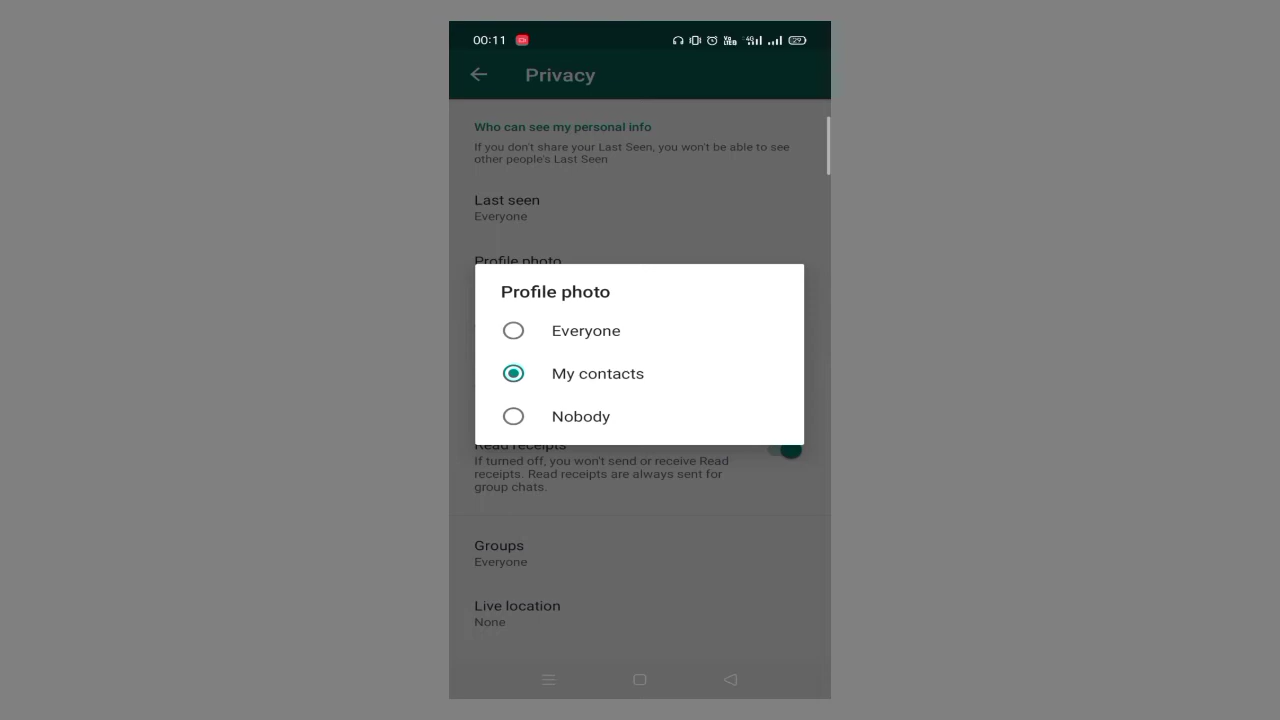 00:11
Privacy
Who can see my personal info
If you don't share your Last Seen, you won't be able to see
other people's Last Seen
Last seen
Everyone
Profile photo
Profile photo
Everyone
My contacts
Nobody
Read receipts
If turned off, you won't send or receive Read
receipts. Read receipts are always sent for
group chats.
Groups
Everyone
Live location
None